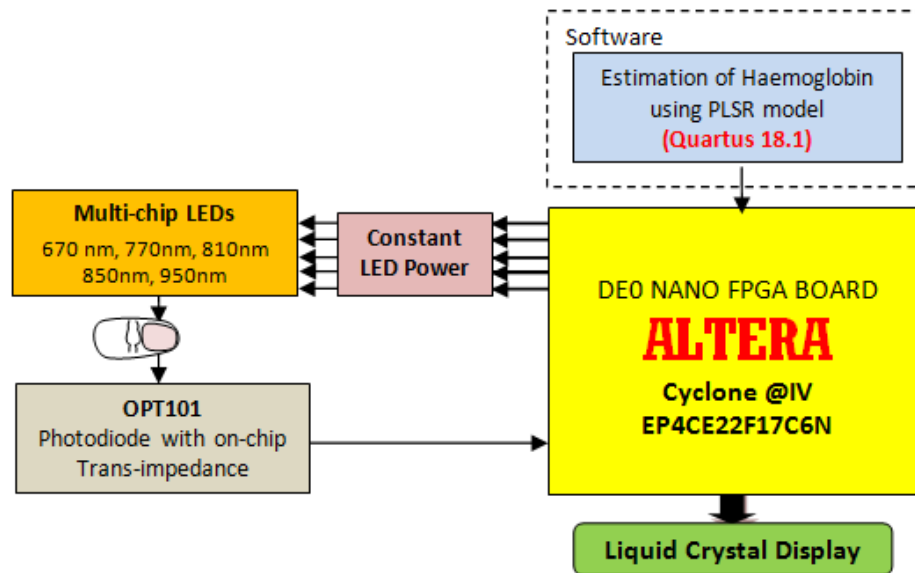 Software
Estimation of Haemoglobin
using PLSR model
(Quartus 18.1)
Multi-chip LEDs
670 nm, 770nm, 810nm
850nm, 950nm
Constant
LED Power
DE0 NANO FPGA BOARD
ALTERA
Cyclone @IV
EP4CE22F17C6N
OPT101
Photodiode with on-chip
Trans-impedance
Liquid Crystal Display